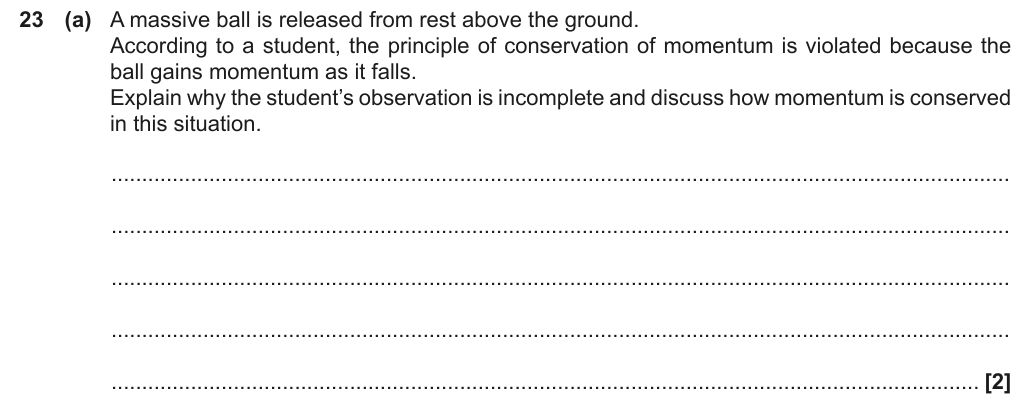 23 (a) A massive ball is released from rest above the ground.
According to a student, the principle of conservation of momentum is violated because the
ball gains momentum as it falls.
Explain why the student’s observation is incomplete and discuss how momentum is conserved
in this situation.
....................................................................................................................................................
....................................................................................................................................................
....................................................................................................................................................
....................................................................................................................................................
............................................................................................................................................... [2]